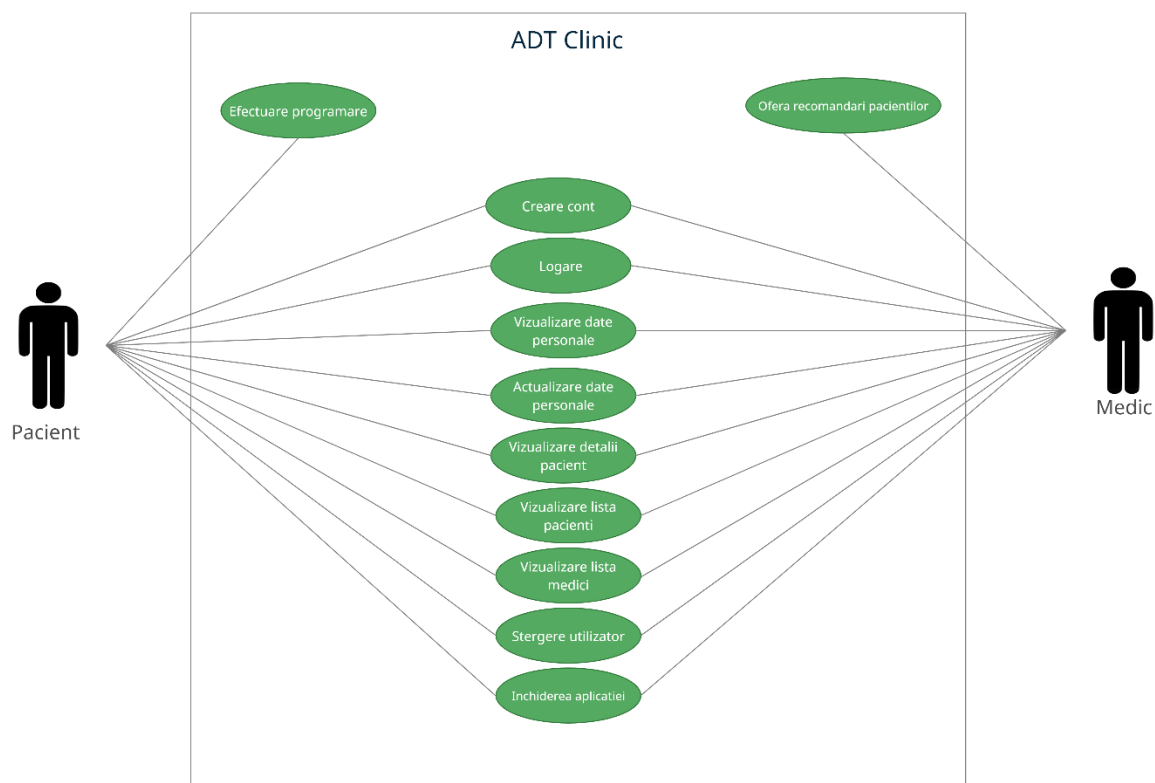 ADT Clinic
Efectuare programare
Ofera recomandari pacientilor
Creare cont
Logare
Vizualizare date
personale
Actualizare date
personale
Vizualizare detalii
pacient
Vizualizare lista
pacienti
Vizualizare lista
medici
Stergere utilizator
Inchiderea aplicatiei
Pacient
Medic